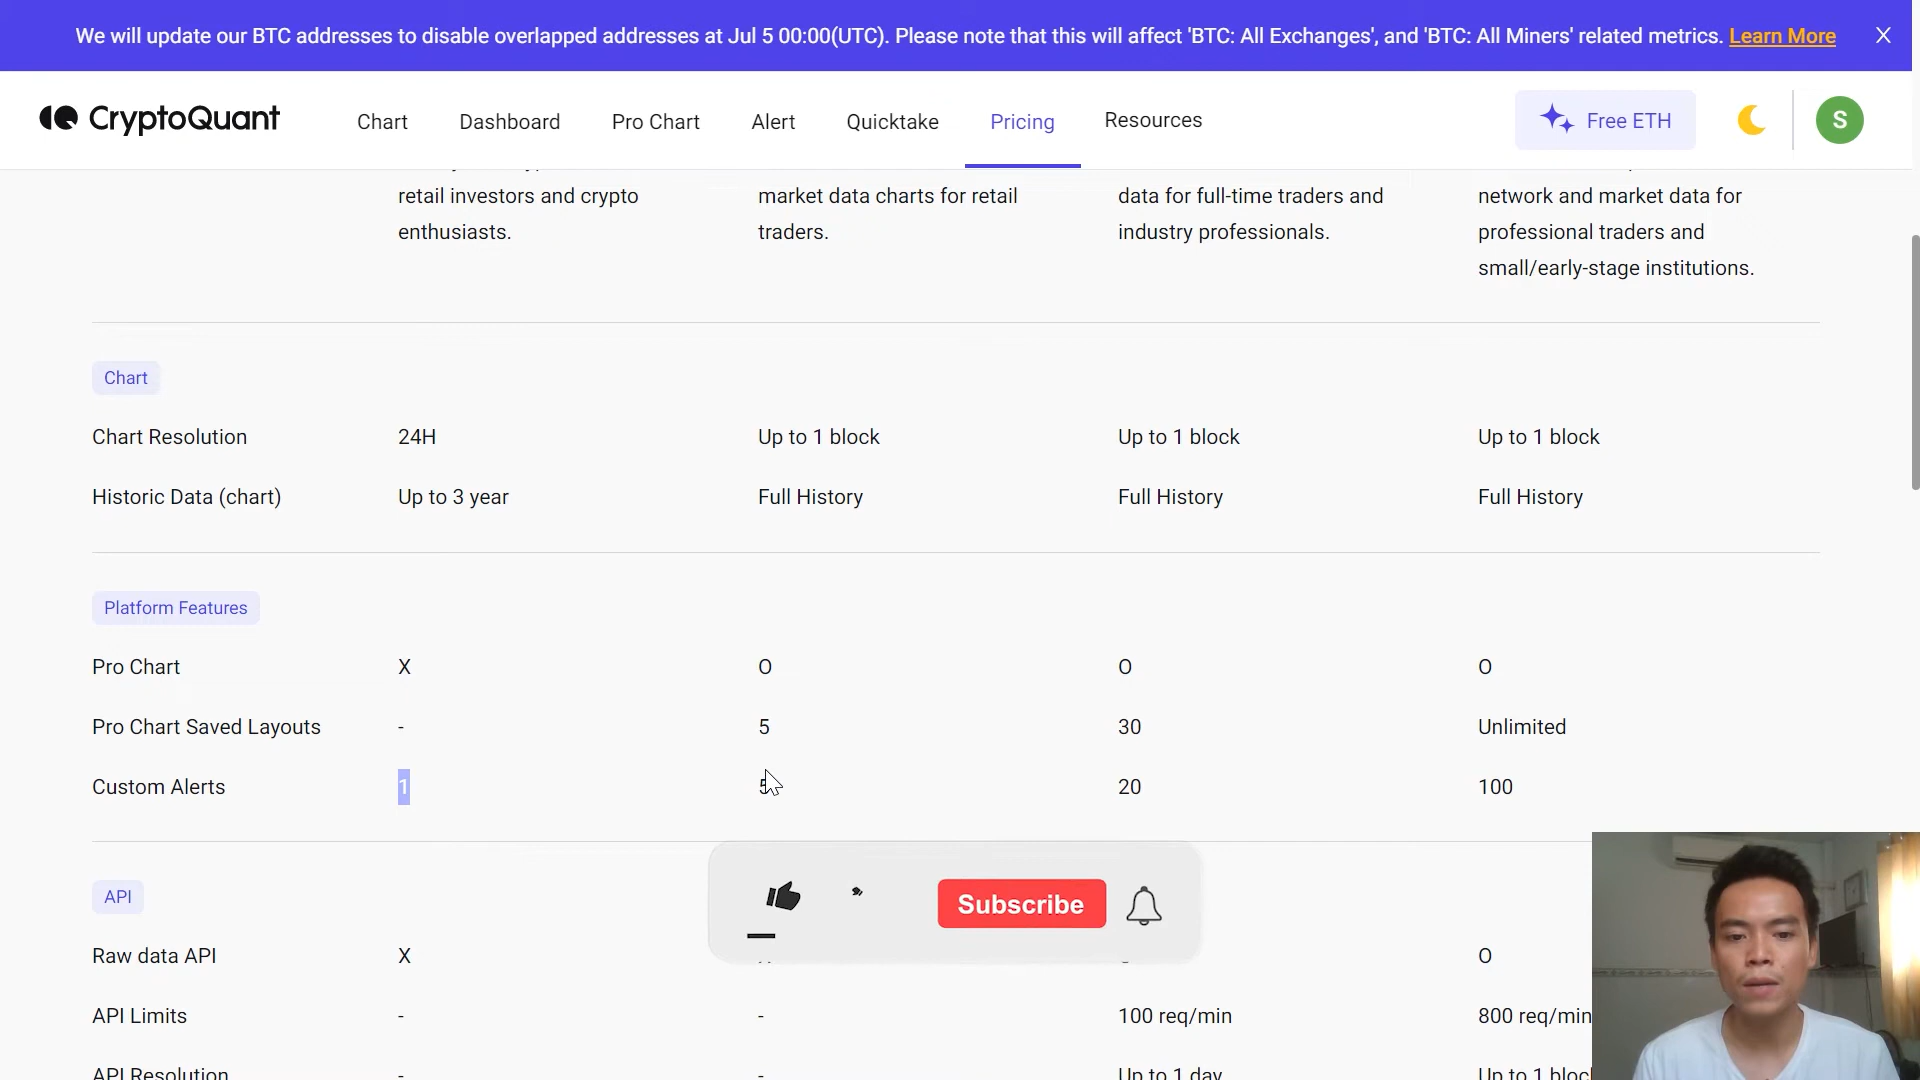 We will update our BTC addresses to disable overlapped addresses at Jul 5 00:00(UTC). Please note that this will affect 'BTC: All Exchanges', and 'BTC: All Miners' related metrics. Learn More X
CryptoQuant Chart Dashboard Pro Chart Alert Quicktake Pricing Resources Free ETH S
retail investors and crypto market data charts for retail data for full-time traders and network and market data for
enthusiasts. traders. industry professionals. professional traders and
small/early-stage institutions.
Chart
Chart Resolution 24H Up to 1 block Up to 1 block Up to 1 block
Historic Data (chart) Up to 3 year Full History Full History Full History
Platform Features
Pro Chart X O O O
Pro Chart Saved Layouts - 5 30 Unlimited
Custom Alerts 1 5 20 100
API
Subscribe
Raw data API X O
API Limits - - 100 req/min 800 req/min
API Resolution - - Up to 1 day Up to 1 block